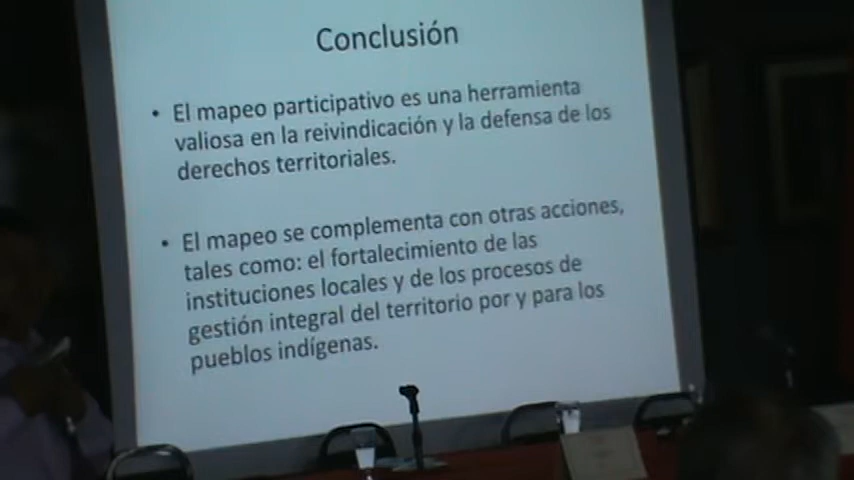 Conclusión
• El mapeo participativo es una herramienta
valiosa en la reivindicación y la defensa de los
derechos territoriales.
• El mapeo se complementa con otras acciones,
tales como: el fortalecimiento de las
instituciones locales y de los procesos de
gestión integral del territorio por y para los
pueblos indígenas.